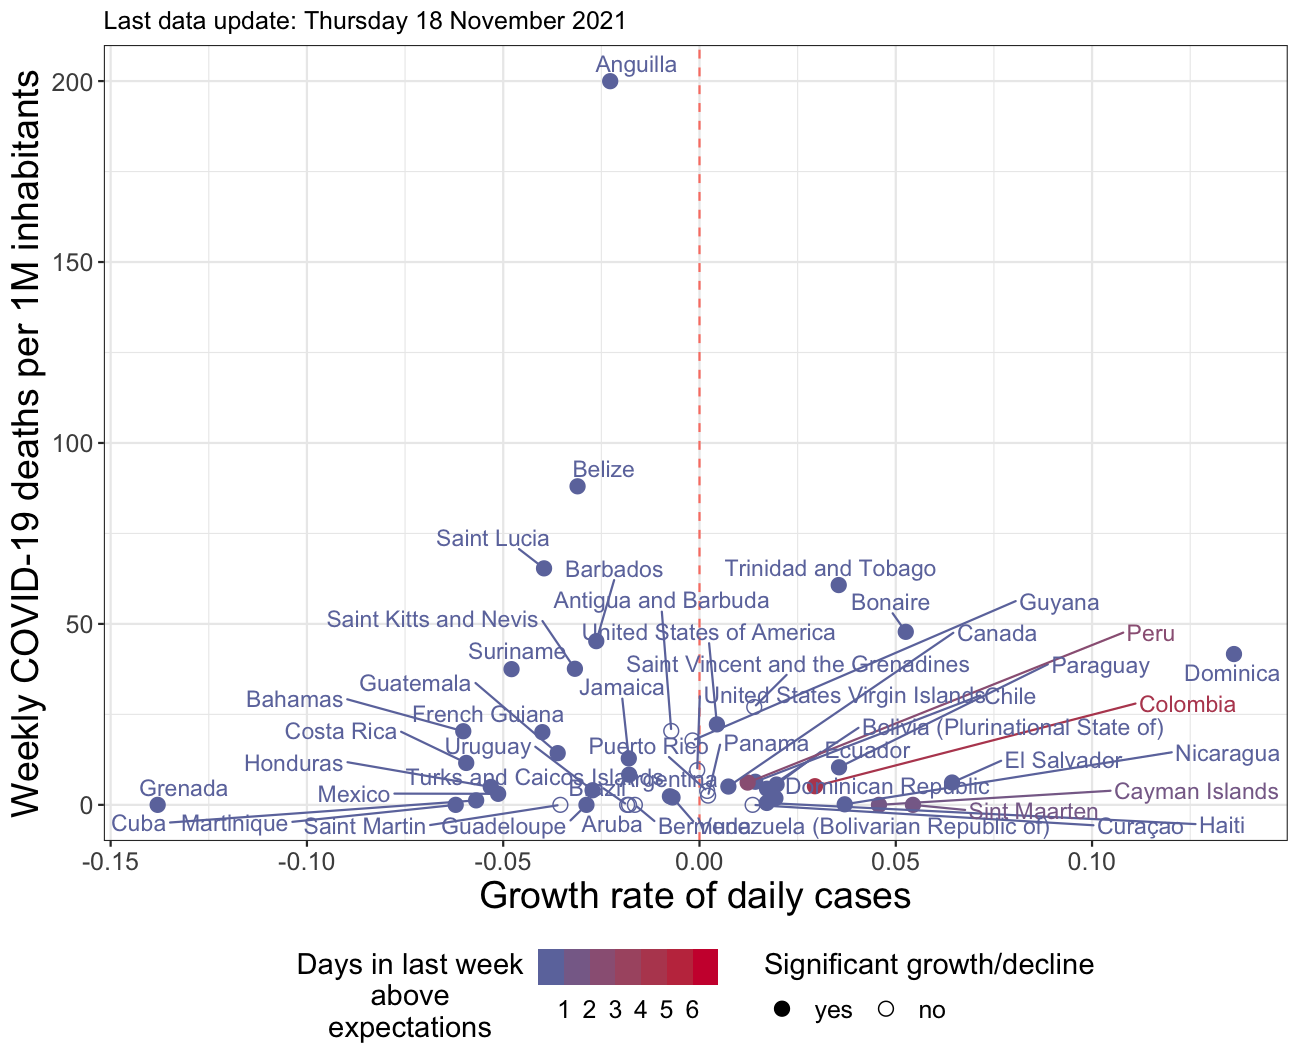 Last data update: Thursday 18 November 2021
Weekly COVID-19 deaths per 1M inhabitants
200
150
100
50
0
Anguilla
Belize
Saint Lucia
Barbados
Trinidad and Tobago
Antigua and Barbuda
Bonaire
Guyana
Saint Kitts and Nevis
United States of America
Canada
Peru
Suriname
Saint Vincent and the Grenadines
Paraguay
Dominica
Guatemala
Jamaica
Bahamas
United States Virgin Islands
Chile
Colombia
French Guiana
Costa Rica
Bolivia (Plurinational State of)
Uruguay
Puerto Rico
Panama
Ecuador
Nicaragua
Honduras
El Salvador
Turks and Caicos Islands
Argentina
Grenada
Mexico
Brazil
Dominican Republic
Cayman Islands
Sint Maarten
Cuba
Martinique
Saint Martin
Guadeloupe
Aruba
Bermuda
Venezuela (Bolivarian Republic of)
Curaçao
Haiti
-0.15
-0.10
-0.05
0.00
0.05
0.10
Growth rate of daily cases
Days in last week
above
expectations
1 2 3 4 5 6
Significant growth/decline
yes
no